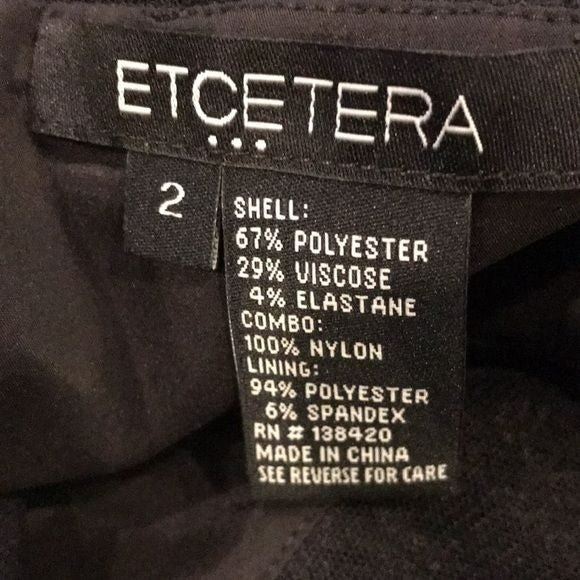 ETCETERA
...
2
SHELL:
67% POLYESTER
29% VISCOSE
4% ELASTANE
COMBO:
100% NYLON
LINING:
94% POLYESTER
6% SPANDEX
RN # 138420
MADE IN CHINA
SEE REVERSE FOR CARE